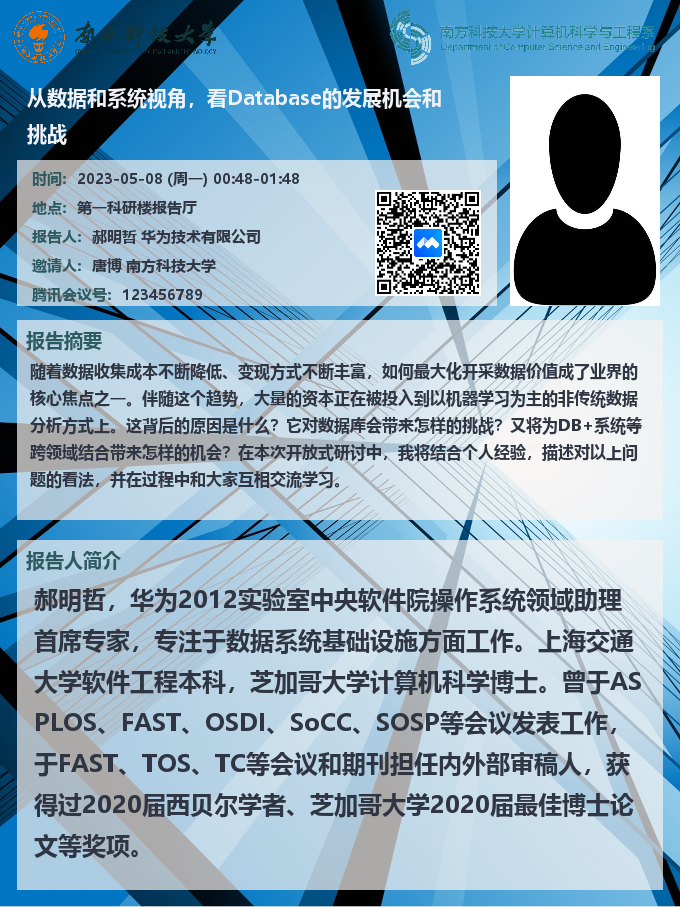 南方科技大学
南方科技大学计算机科学与工程系
Department of Computer Science and Engineering
从数据和系统视角，看Database的发展机会和
挑战
时间：2023-05-08 (周一) 00:48-01:48
地点：第一科研楼报告厅
报告人：郝明哲 华为技术有限公司
邀请人：唐博 南方科技大学
腾讯会议号：123456789
报告摘要
随着数据收集成本不断降低、变现方式不断丰富，如何最大化开采数据价值成了业界的
核心焦点之一。伴随这个趋势，大量的资本正在被投入到以机器学习为主的非传统数据
分析方式上。这背后的原因是什么？它对数据库会带来怎样的挑战？又将为DB+系统等
跨领域结合带来怎样的机会？在本次开放式研讨中，我将结合个人经验，描述对以上问
题的看法，并在过程中和大家互相交流学习。
报告人简介
郝明哲，华为2012实验室中央软件院操作系统领域助理
首席专家，专注于数据系统基础设施方面工作。上海交通
大学软件工程本科，芝加哥大学计算机科学博士。曾于AS
PLOS、FAST、OSDI、SoCC、SOSP等会议发表工作，
于FAST、TOS、TC等会议和期刊担任内外部审稿人，获
得过2020届西贝尔学者、芝加哥大学2020届最佳博士论
文等奖项。